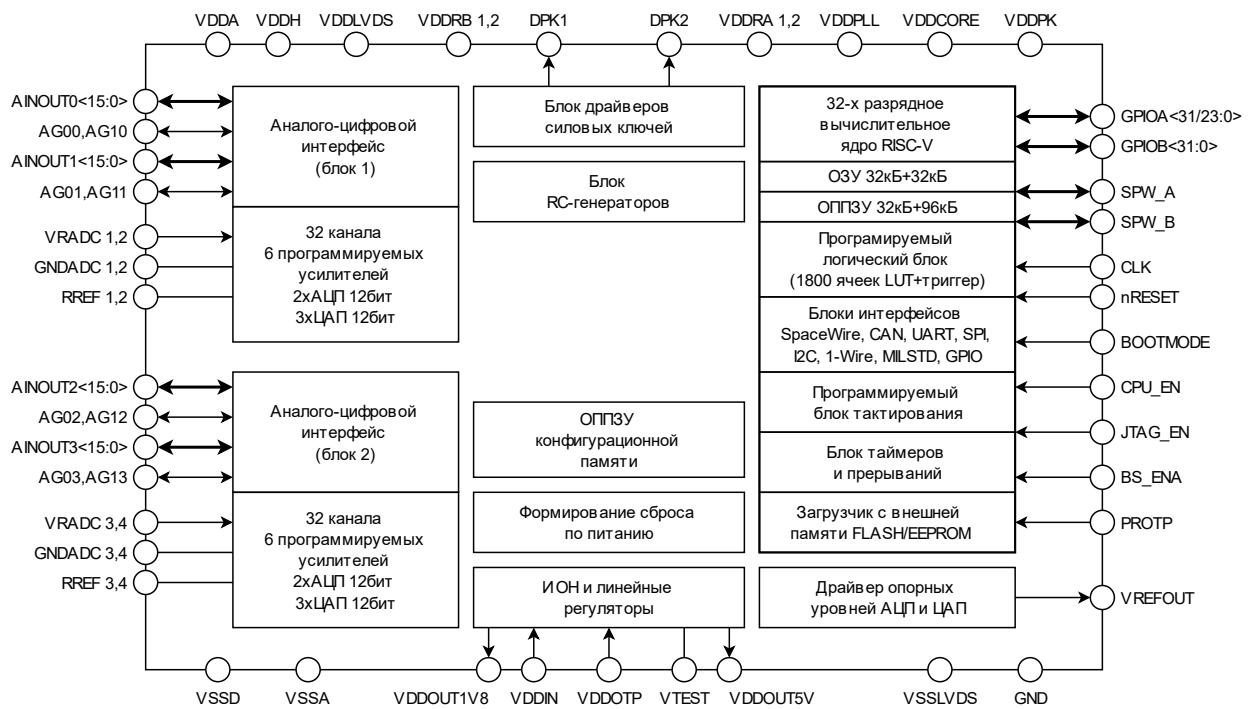 VDDA
VDDH
VDDLVDS
VDDRB 1,2
DPK1
DPK2
VDDRA 1,2
VDDPLL
VDDCORE
VDDPK
AINOUT0<15:0>
AG00,AG10
AINOUT1<15:0>
AG01,AG11
VRADC 1,2
GNDADC 1,2
RREF 1,2
AINOUT2<15:0>
AG02,AG12
AINOUT3<15:0>
AG03,AG13
VRADC 3,4
GNDADC 3,4
RREF 3,4
Аналого-цифровой
интерфейс
(блок 1)
32 канала
6 программируемых
усилителей
2хАЦП 12бит
3хЦАП 12бит
Аналого-цифровой
интерфейс
(блок 2)
32 канала
6 программируемых
усилителей
2хАЦП 12бит
3хЦАП 12бит
Блок драйверов
силовых ключей
Блок
RC-генераторов
ОППЗУ
конфигурационной
памяти
Формирование сброса
по питанию
ИОН и линейные
регуляторы
32-х разрядное
вычислительное
ядро RISC-V
ОЗУ 32кБ+32кБ
ОППЗУ 32кБ+96кБ
Програмируемый
логический блок
(1800 ячеек LUT+триггер)
Блоки интерфейсов
SpaceWire, CAN, UART, SPI,
I2C, 1-Wire, MILSTD, GPIO
Программируемый
блок тактирования
Блок таймеров
и прерываний
Загрузчик с внешней
памяти FLASH/EEPROM
Драйвер опорных
уровней АЦП и ЦАП
GPIOA<31/23:0>
GPIOB<31:0>
SPW_A
SPW_B
CLK
nRESET
BOOTMODE
CPU_EN
JTAG_EN
BS_ENA
PROTP
VREFOUT
VSSD
VSSA
VDDOUT1V8
VDDIN
VDDOTP
VTEST
VDDOUT5V
VSSLVDS
GND